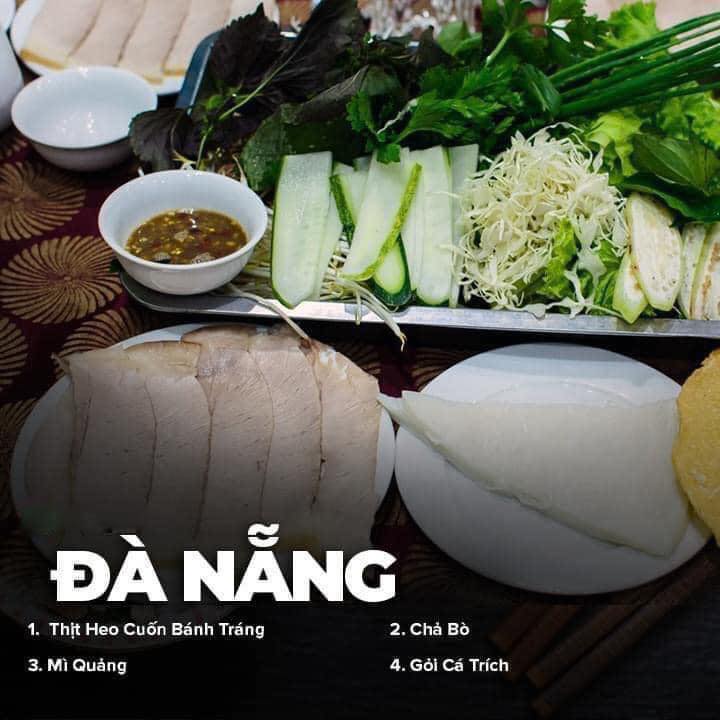 ĐÀ NẴNG
1. Thịt Heo Cuốn Bánh Tráng
2. Chả Bò
3. Mì Quảng
4. Gỏi Cá Trích